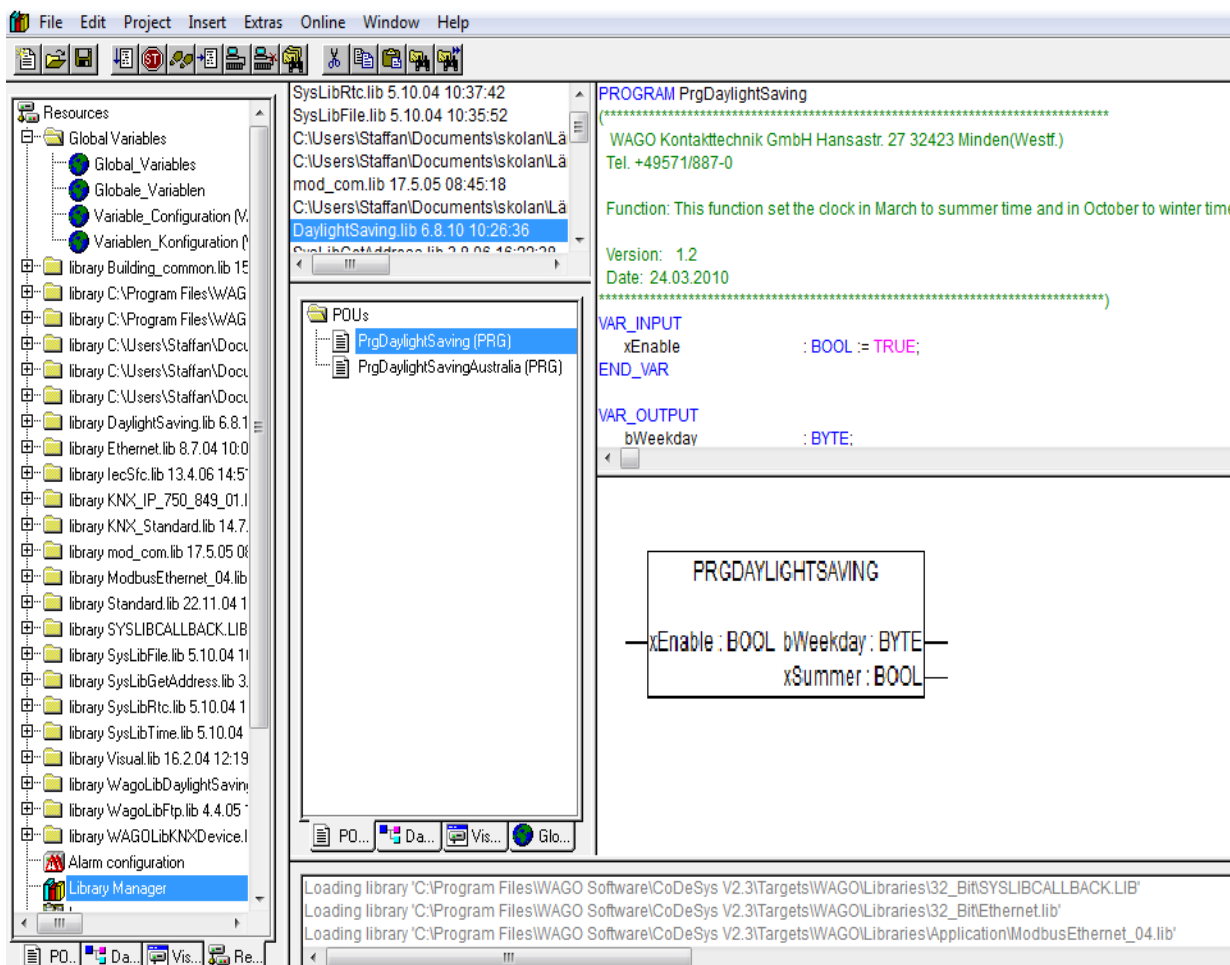 File Edit Project Insert Extras Online Window Help
Resources
Global Variables
Global_Variables
Globale_Variablen
Variable_Configuration (V
Variablen_Konfiguration (
library Building_common.lib 15
library C:\Program Files\WAG
library C:\Program Files\WAG
library C:\Users\Staffan\Docu
library C:\Users\Staffan\Docu
library C:\Users\Staffan\Docu
library DaylightSaving.lib 6.8.1
library Ethernet.lib 8.7.04 10:0
library IecSfc.lib 13.4.06 14:5
library KNX_IP_750_849_01.l
library KNX_Standard.lib 14.7.
library mod_com.lib 17.5.05 08
library ModbusEthernet_04.lib
library Standard.lib 22.11.04 1
library SYSLIBCALLBACK.LIB
library SysLibFile.lib 5.10.04 1
library SysLibGetAddress.lib 3.
library SysLibRtc.lib 5.10.04 1
library SysLibTime.lib 5.10.04
library Visual.lib 16.2.04 12:19
library WagoLibDaylightSaving
library WagoLibFtp.lib 4.4.05
library WAGOLibKNXDevice.l
Alarm configuration
Library Manager
PO.. Da... Vis... Re...
SysLibRtc.lib 5.10.04 10:37:42
SysLibFile.lib 5.10.04 10:35:52
C:\Users\Staffan\Documents\skolan\Lä
C:\Users\Staffan\Documents\skolan\Lä
mod_com.lib 17.5.05 08:45:18
C:\Users\Staffan\Documents\skolan\Lä
DaylightSaving.lib 6.8.10 10:26:36
SysLibGetAddress.lib 3.8.06 16:22:38
POUs
PrgDaylightSaving (PRG)
PrgDaylightSavingAustralia (PRG)
PO... Da... Vis... Glo...
PROGRAM PrgDaylightSaving
(*******************************************************************************
WAGO Kontakttechnik GmbH Hansastr. 27 32423 Minden(Westf.)
Tel. +49571/887-0
Function: This function set the clock in March to summer time and in October to winter time
Version: 1.2
Date: 24.03.2010
*******************************************************************************)
VAR_INPUT
xEnable : BOOL := TRUE;
END_VAR
VAR_OUTPUT
bWeekday : BYTE;
PRGDAYLIGHTSAVING
xEnable : BOOL bWeekday : BYTE
xSummer : BOOL
Loading library 'C:\Program Files\WAGO Software\CoDeSys V2.3\Targets\WAGO\Libraries\32_Bit\SYSLIBCALLBACK.LIB'
Loading library 'C:\Program Files\WAGO Software\CoDeSys V2.3\Targets\WAGO\Libraries\32_Bit\Ethernet.lib'
Loading library 'C:\Program Files\WAGO Software\CoDeSys V2.3\Targets\WAGO\Libraries\Application\ModbusEthernet_04.lib'